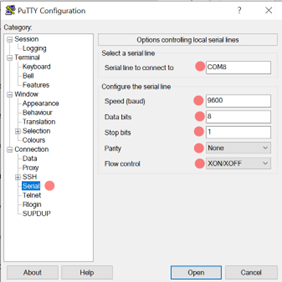 PuTTY Configuration
?
Category:
Session
Logging
Terminal
Keyboard
Bell
Features
Window
Appearance
Behaviour
Translation
Selection
Colours
Connection
Data
Proxy
SSH
Serial
Telnet
Rlogin
SUPDUP
Options controlling local serial lines
Select a serial line
Serial line to connect to COM8
Configure the serial line
Speed (baud) 9600
Data bits 8
Stop bits 1
Parity None
Flow control XON/XOFF
About Help Open Cancel